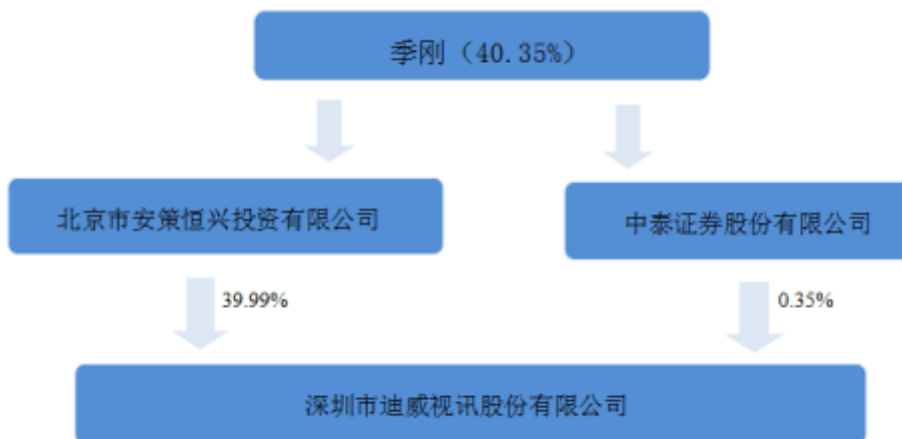 季刚（40.35%）
北京市安策恒兴投资有限公司
中泰证券股份有限公司
39.99%
0.35%
深圳市迪威视讯股份有限公司